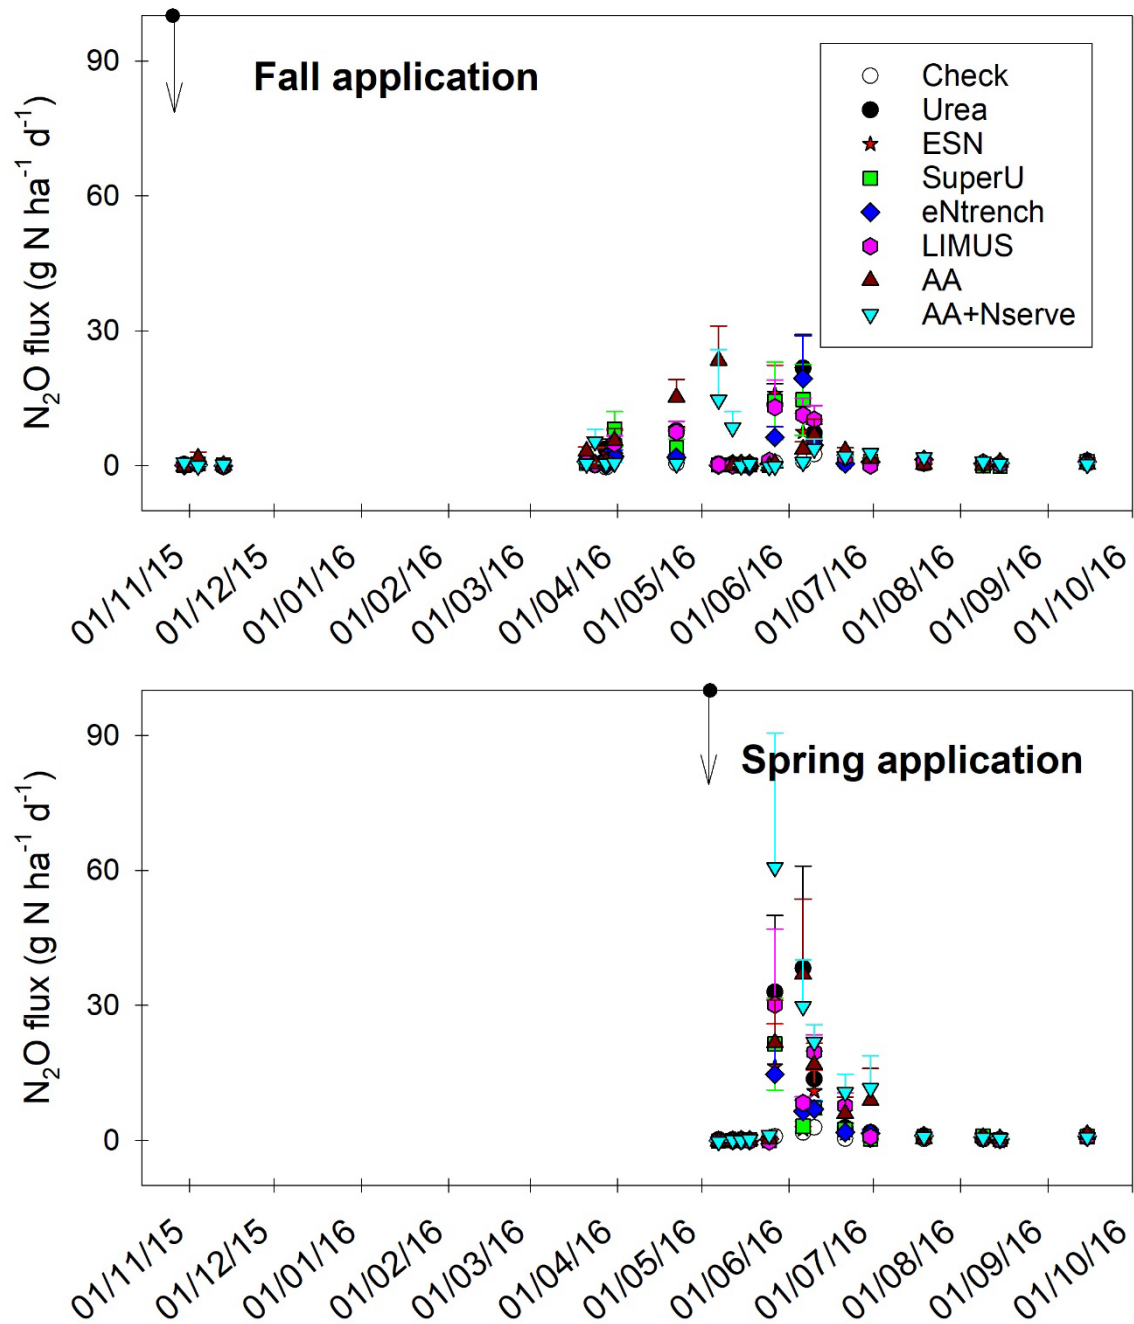 90
60
30
0
N₂O flux (g N ha⁻¹ d⁻¹)
Fall application
Check
Urea
ESN
SuperU
eNtrench
LIMUS
AA
AA+Nserve
01/11/15
01/12/15
01/01/16
01/02/16
01/03/16
01/04/16
01/05/16
01/06/16
01/07/16
01/08/16
01/09/16
01/10/16
90
60
30
0
N₂O flux (g N ha⁻¹ d⁻¹)
Spring application
01/11/15
01/12/15
01/01/16
01/02/16
01/03/16
01/04/16
01/05/16
01/06/16
01/07/16
01/08/16
01/09/16
01/10/16